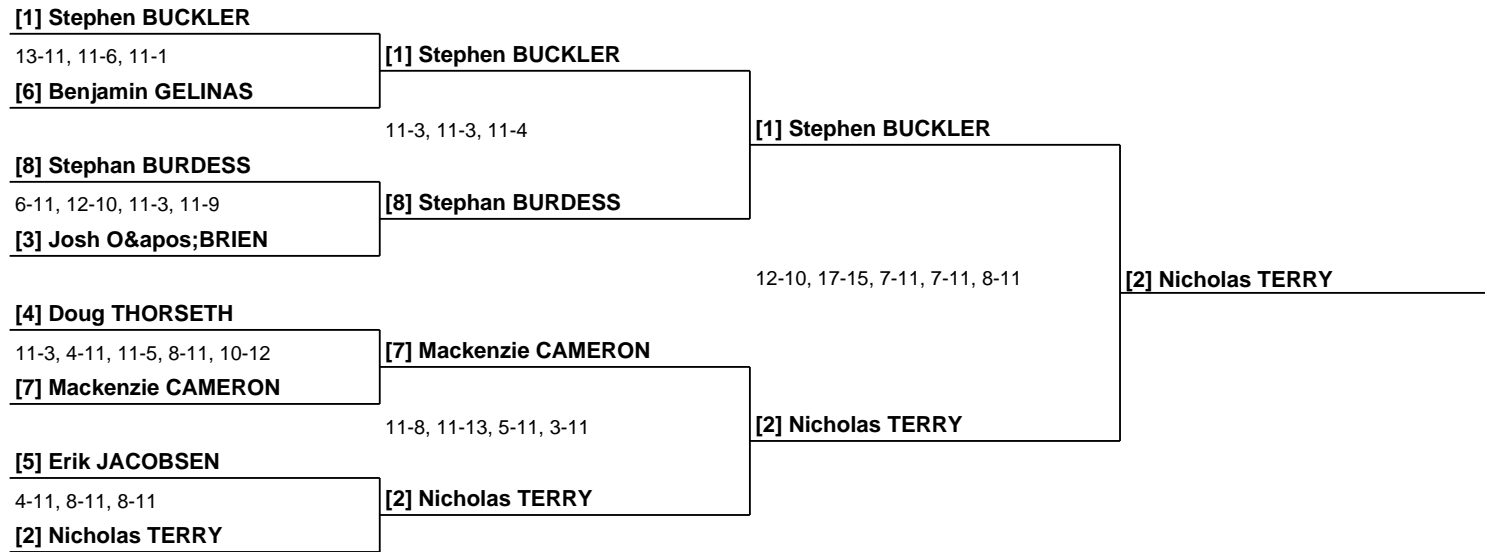 [1] Stephen BUCKLER
13-11, 11-6, 11-1
[6] Benjamin GELINAS
[8] Stephan BURDESS
6-11, 12-10, 11-3, 11-9
[3] Josh O&apos;BRIEN
[4] Doug THORSETH
11-3, 4-11, 11-5, 8-11, 10-12
[7] Mackenzie CAMERON
[5] Erik JACOBSEN
4-11, 8-11, 8-11
[2] Nicholas TERRY
[1] Stephen BUCKLER
11-3, 11-3, 11-4
[8] Stephan BURDESS
[7] Mackenzie CAMERON
11-8, 11-13, 5-11, 3-11
[2] Nicholas TERRY
[1] Stephen BUCKLER
12-10, 17-15, 7-11, 7-11, 8-11
[2] Nicholas TERRY
[2] Nicholas TERRY